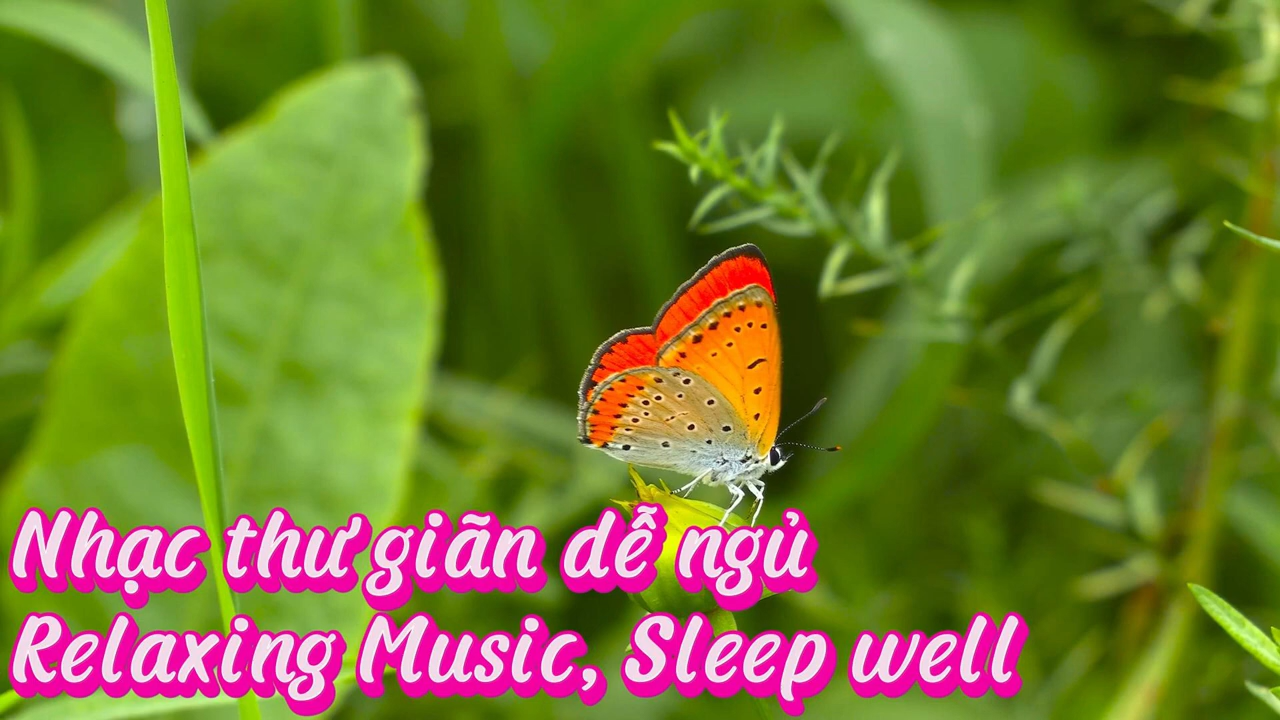 Nhạc thư giãn dễ ngủ
Relaxing Music, Sleep well